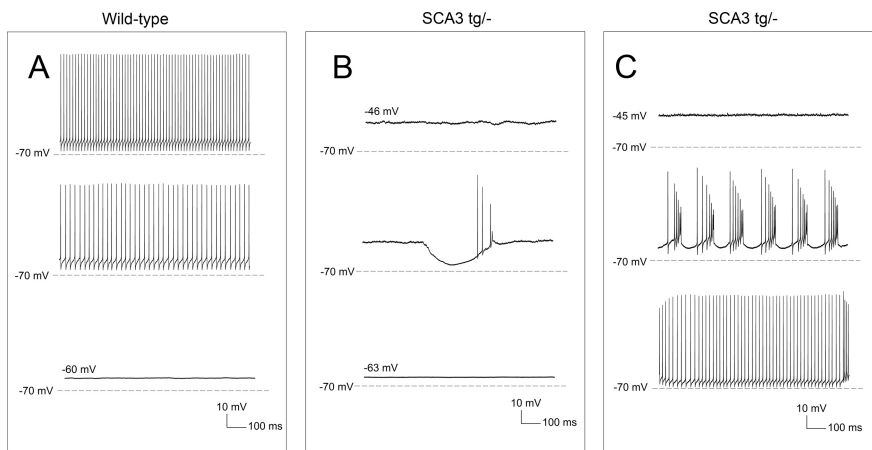 Wild-type
SCA3 tg/-
SCA3 tg/-
A
-70 mV
-70 mV
-60 mV
-70 mV
10 mV
100 ms
B
-46 mV
-70 mV
-70 mV
-63 mV
-70 mV
10 mV
100 ms
C
-45 mV
-70 mV
-70 mV
-70 mV
10 mV
100 ms